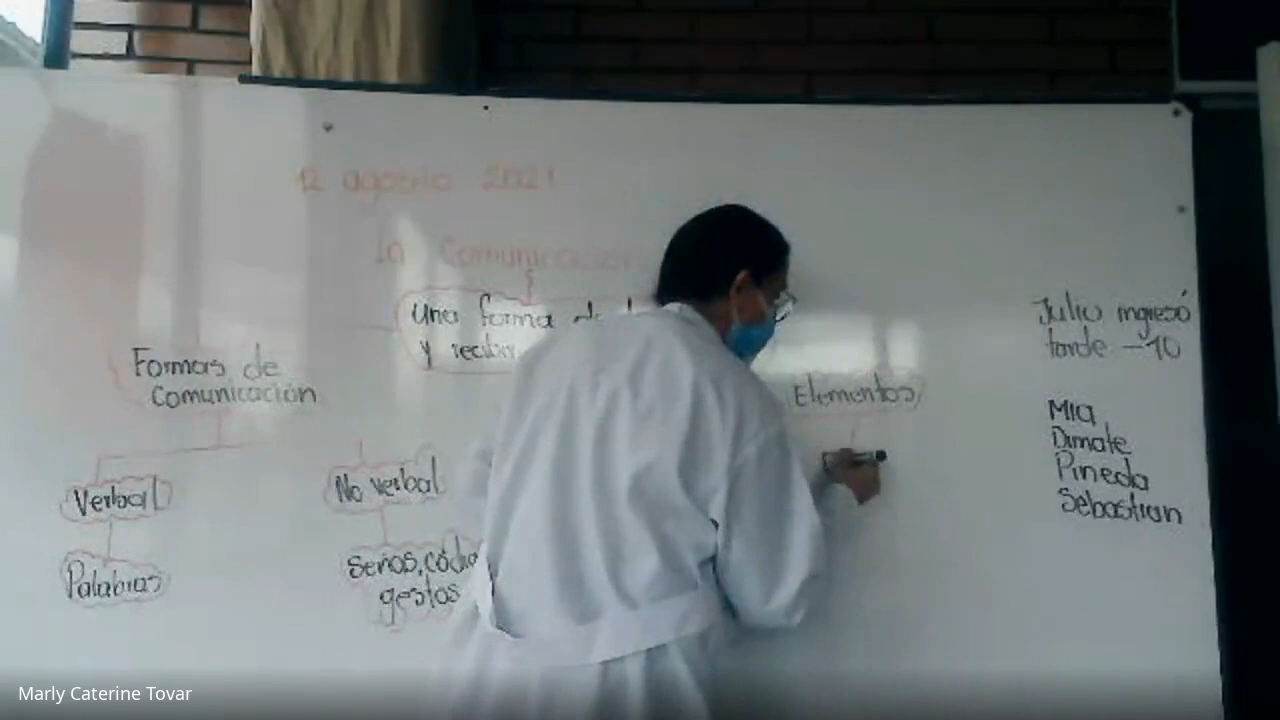 12 agosto 2021
la Comunicación
Una forma de
y recibir
Formas de
Comunicación
Verbal
Palabras
No verbal
Señas, códig
gestos
Elementos
Julio ingresó
tarde – 10
Mia
Dimate
Pineda
Sebastian
Marly Caterine Tovar